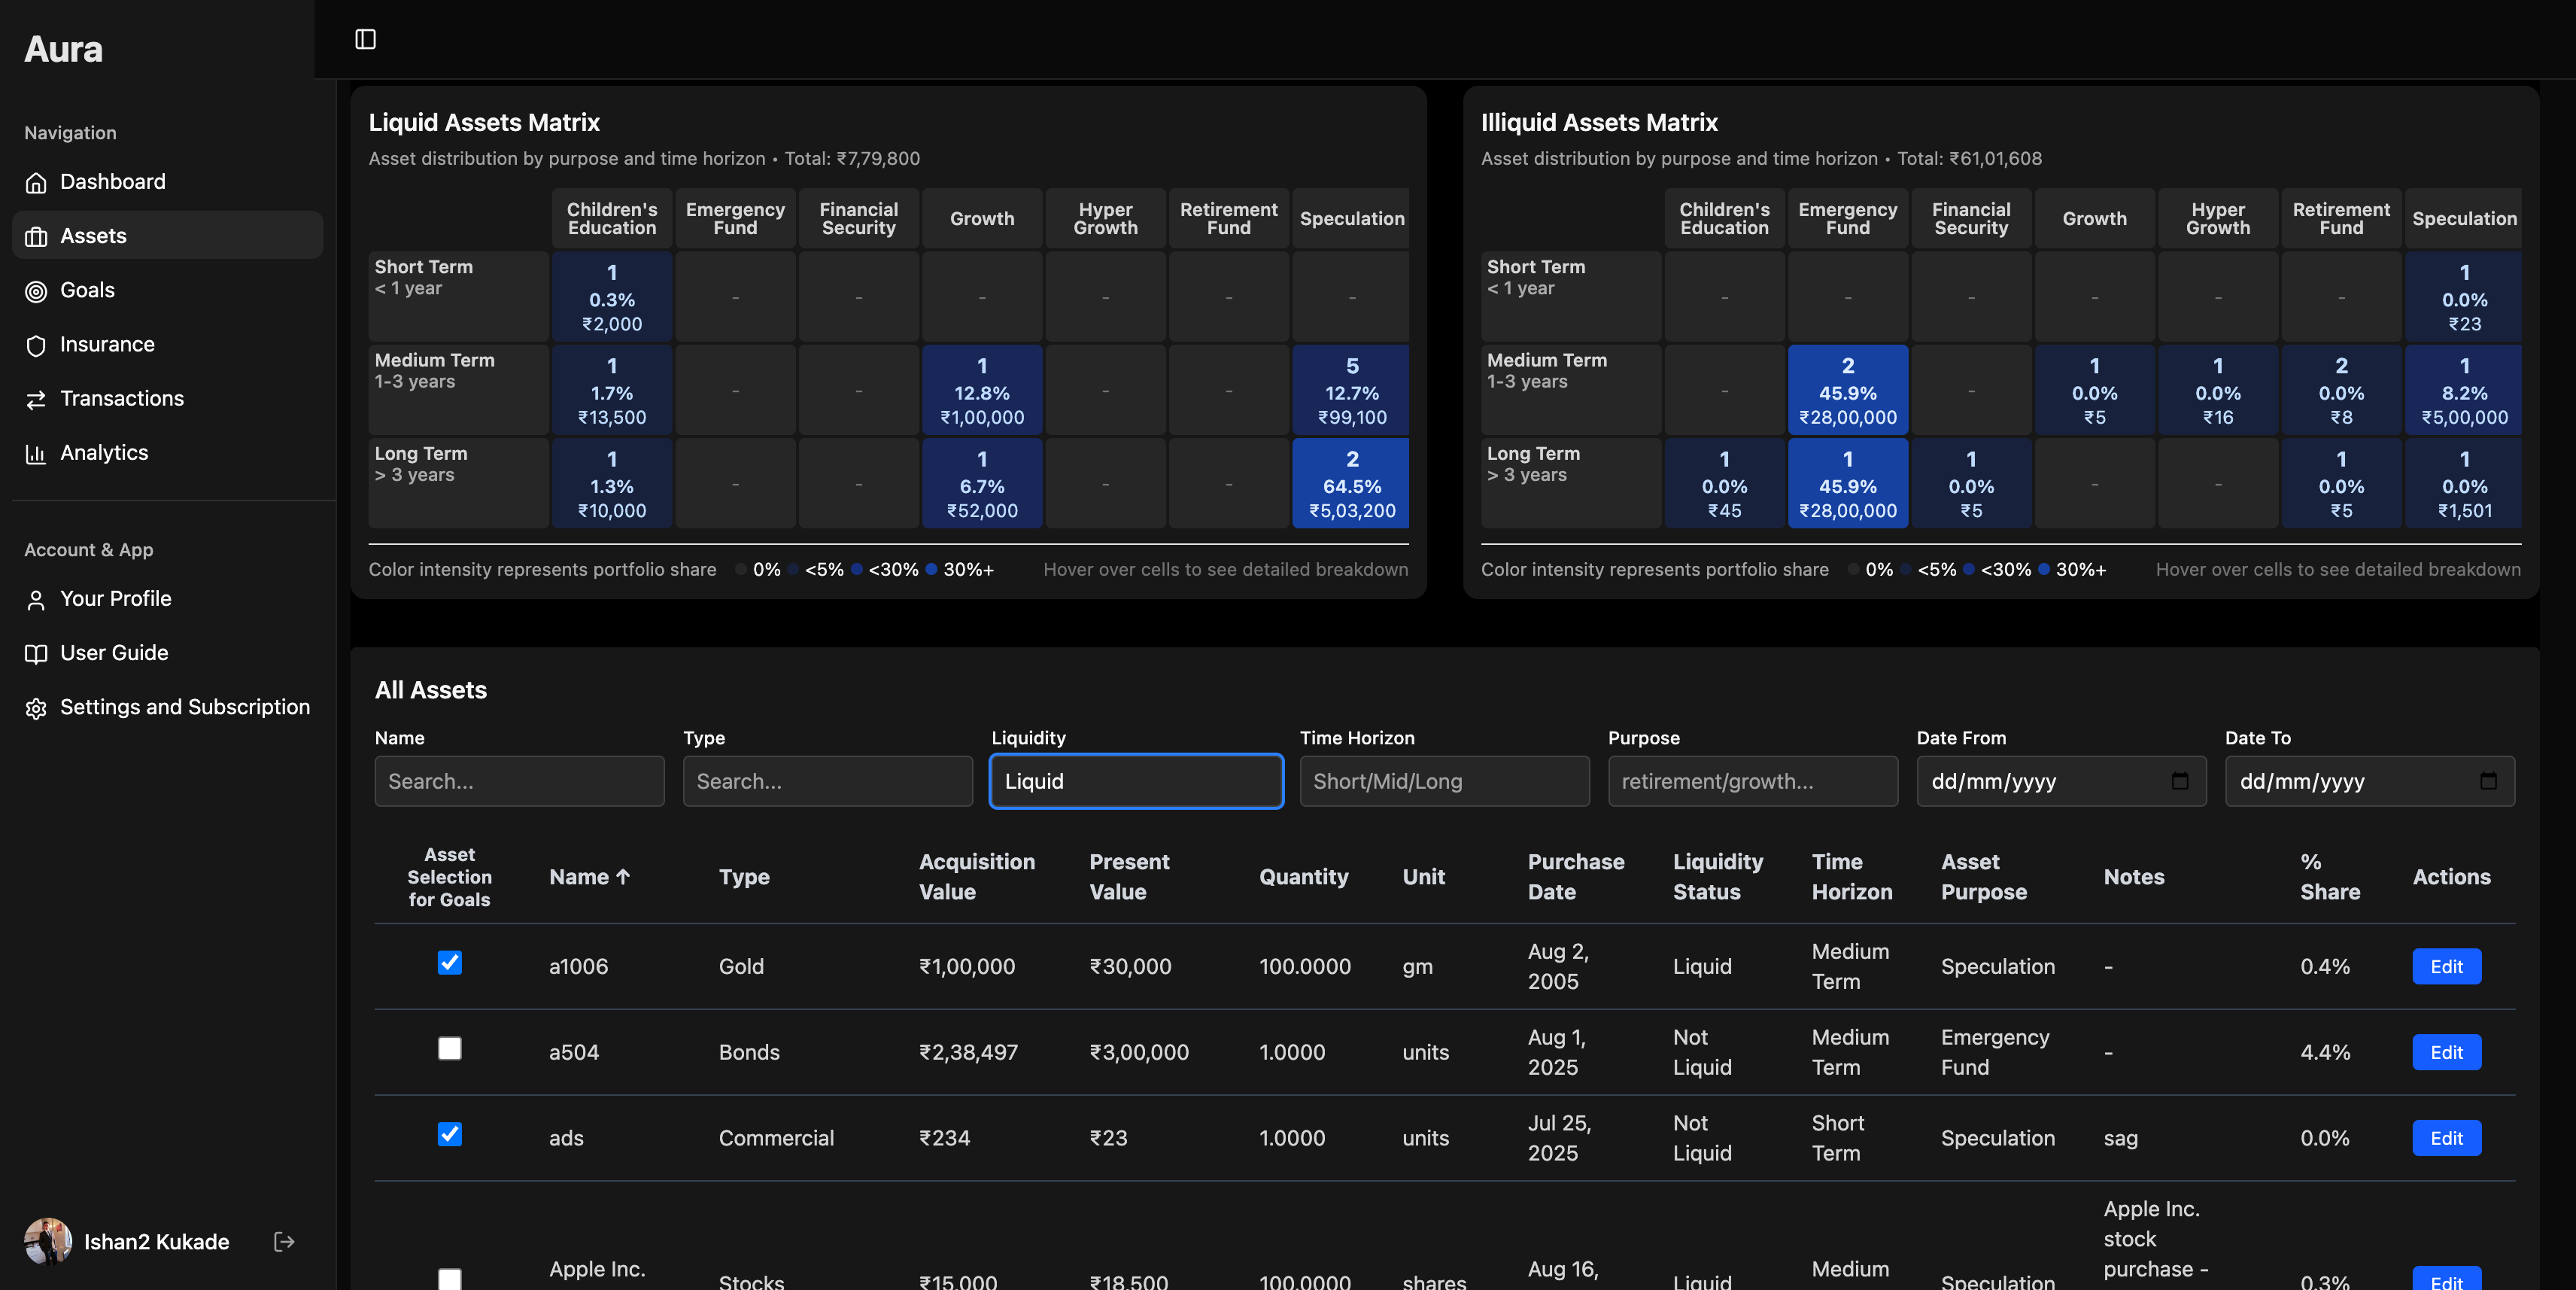 Aura
Navigation
Dashboard
Assets
Goals
Insurance
Transactions
Analytics
Account & App
Your Profile
User Guide
Settings and Subscription
Ishan2 Kukade
Liquid Assets Matrix
Asset distribution by purpose and time horizon • Total: ₹7,79,800
Children's Education Emergency Fund Financial Security Growth Hyper Growth Retirement Fund Speculation
Short Term
< 1 year
1 - - - - - -
0.3%
₹2,000
Medium Term
1-3 years
1 - - 1 - - 5
1.7% 12.8% 12.7%
₹13,500 ₹1,00,000 ₹99,100
Long Term
> 3 years
1 - - 1 - - 2
1.3% 6.7% 64.5%
₹10,000 ₹52,000 ₹5,03,200
Color intensity represents portfolio share 0% <5% <30% 30%+ Hover over cells to see detailed breakdown
Illiquid Assets Matrix
Asset distribution by purpose and time horizon • Total: ₹61,01,608
Children's Education Emergency Fund Financial Security Growth Hyper Growth Retirement Fund Speculation
Short Term
< 1 year
- - - - - - 1
0.0%
₹23
Medium Term
1-3 years
- 2 - 1 1 2 1
45.9% 0.0% 0.0% 0.0% 8.2%
₹28,00,000 ₹5 ₹16 ₹8 ₹5,00,000
Long Term
> 3 years
1 1 1 - - 1 1
0.0% 45.9% 0.0% 0.0% 0.0%
₹45 ₹28,00,000 ₹5 ₹5 ₹1,501
Color intensity represents portfolio share 0% <5% <30% 30%+ Hover over cells to see detailed breakdown
All Assets
Name Type Liquidity Time Horizon Purpose Date From Date To
Search... Search... Liquid Short/Mid/Long retirement/growth... dd/mm/yyyy dd/mm/yyyy
Asset Selection for Goals Name ↑ Type Acquisition Value Present Value Quantity Unit Purchase Date Liquidity Status Time Horizon Asset Purpose Notes % Share Actions
a1006 Gold ₹1,00,000 ₹30,000 100.0000 gm Aug 2, 2005 Liquid Medium Term Speculation - 0.4% Edit
a504 Bonds ₹2,38,497 ₹3,00,000 1.0000 units Aug 1, 2025 Not Liquid Medium Term Emergency Fund - 4.4% Edit
ads Commercial ₹234 ₹23 1.0000 units Jul 25, 2025 Not Liquid Short Term Speculation sag 0.0% Edit
Apple Inc. Stocks ₹15,000 ₹18,500 100.0000 shares Aug 16, Liquid Medium Speculation Apple Inc. stock purchase - 0.3% Edit